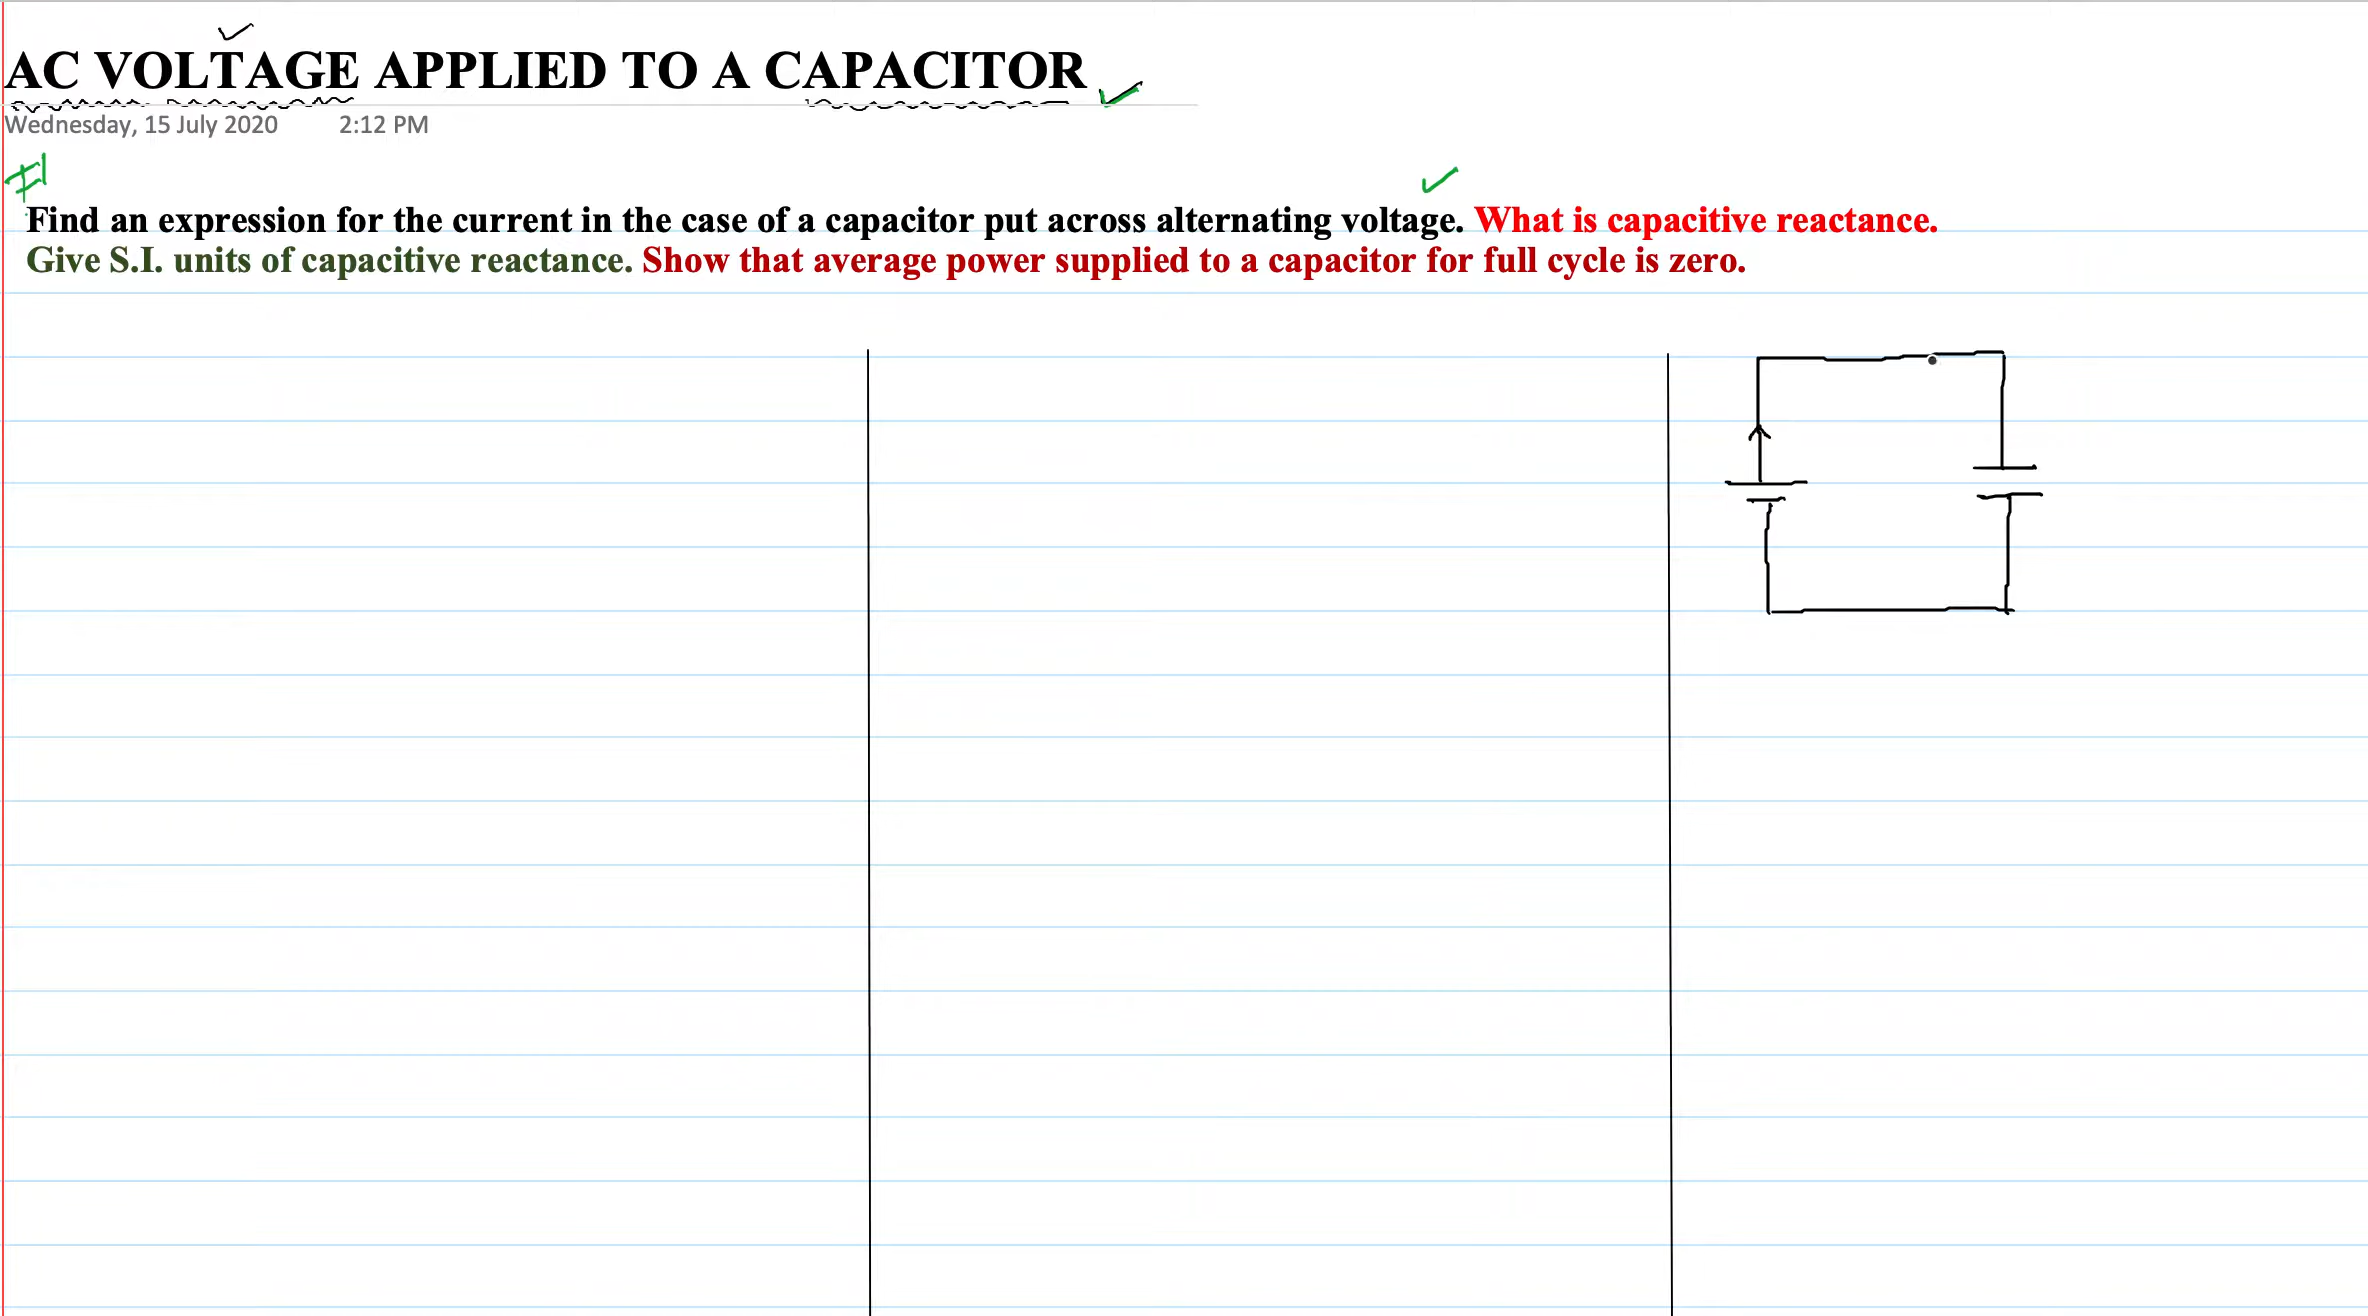 AC VOLTAGE APPLIED TO A CAPACITOR
Wednesday, 15 July 2020 2:12 PM
#1
Find an expression for the current in the case of a capacitor put across alternating voltage. What is capacitive reactance.
Give S.I. units of capacitive reactance. Show that average power supplied to a capacitor for full cycle is zero.